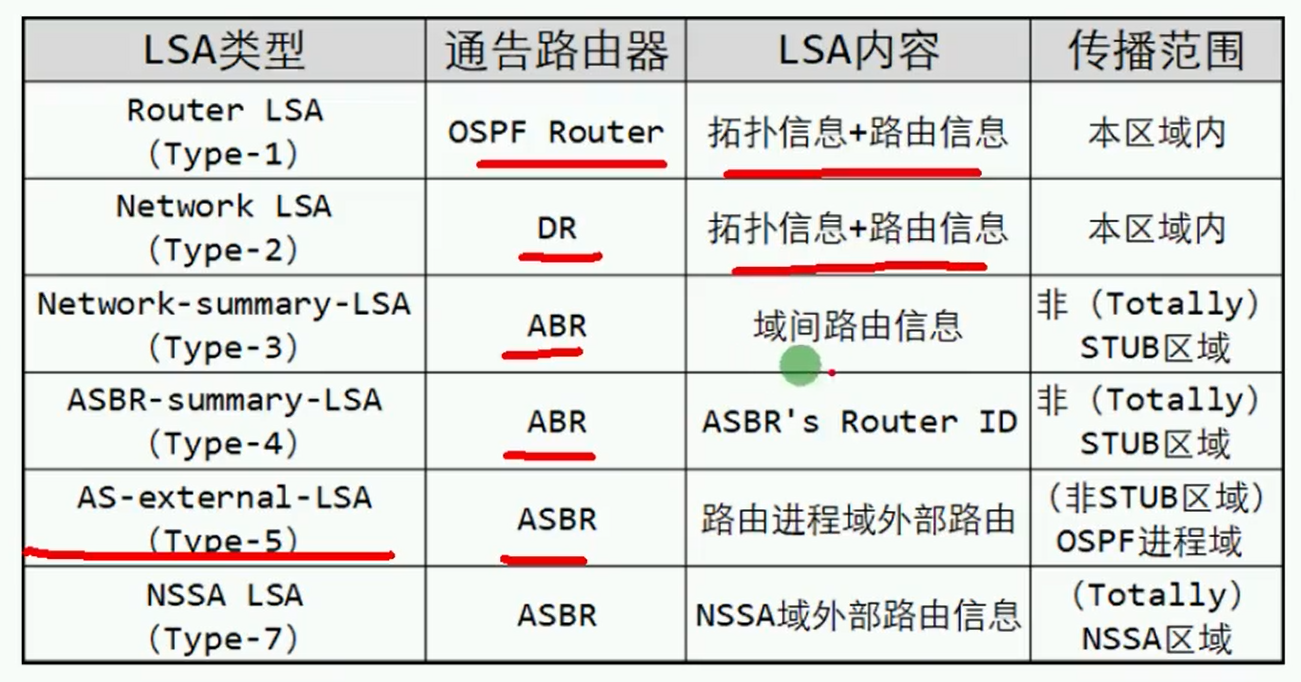 LSA类型 通告路由器 LSA内容 传播范围
Router LSA
（Type-1）
OSPF Router
拓扑信息+路由信息
本区域内
Network LSA
（Type-2）
DR
拓扑信息+路由信息
本区域内
Network-summary-LSA
（Type-3）
ABR
域间路由信息
非（Totally）
STUB区域
ASBR-summary-LSA
（Type-4）
ABR
ASBR's Router ID
非（Totally）
STUB区域
AS-external-LSA
（Type-5）
ASBR
路由进程域外部路由
（非STUB区域）
OSPF进程域
NSSA LSA
（Type-7）
ASBR
NSSA域外部路由信息
（Totally）
NSSA区域